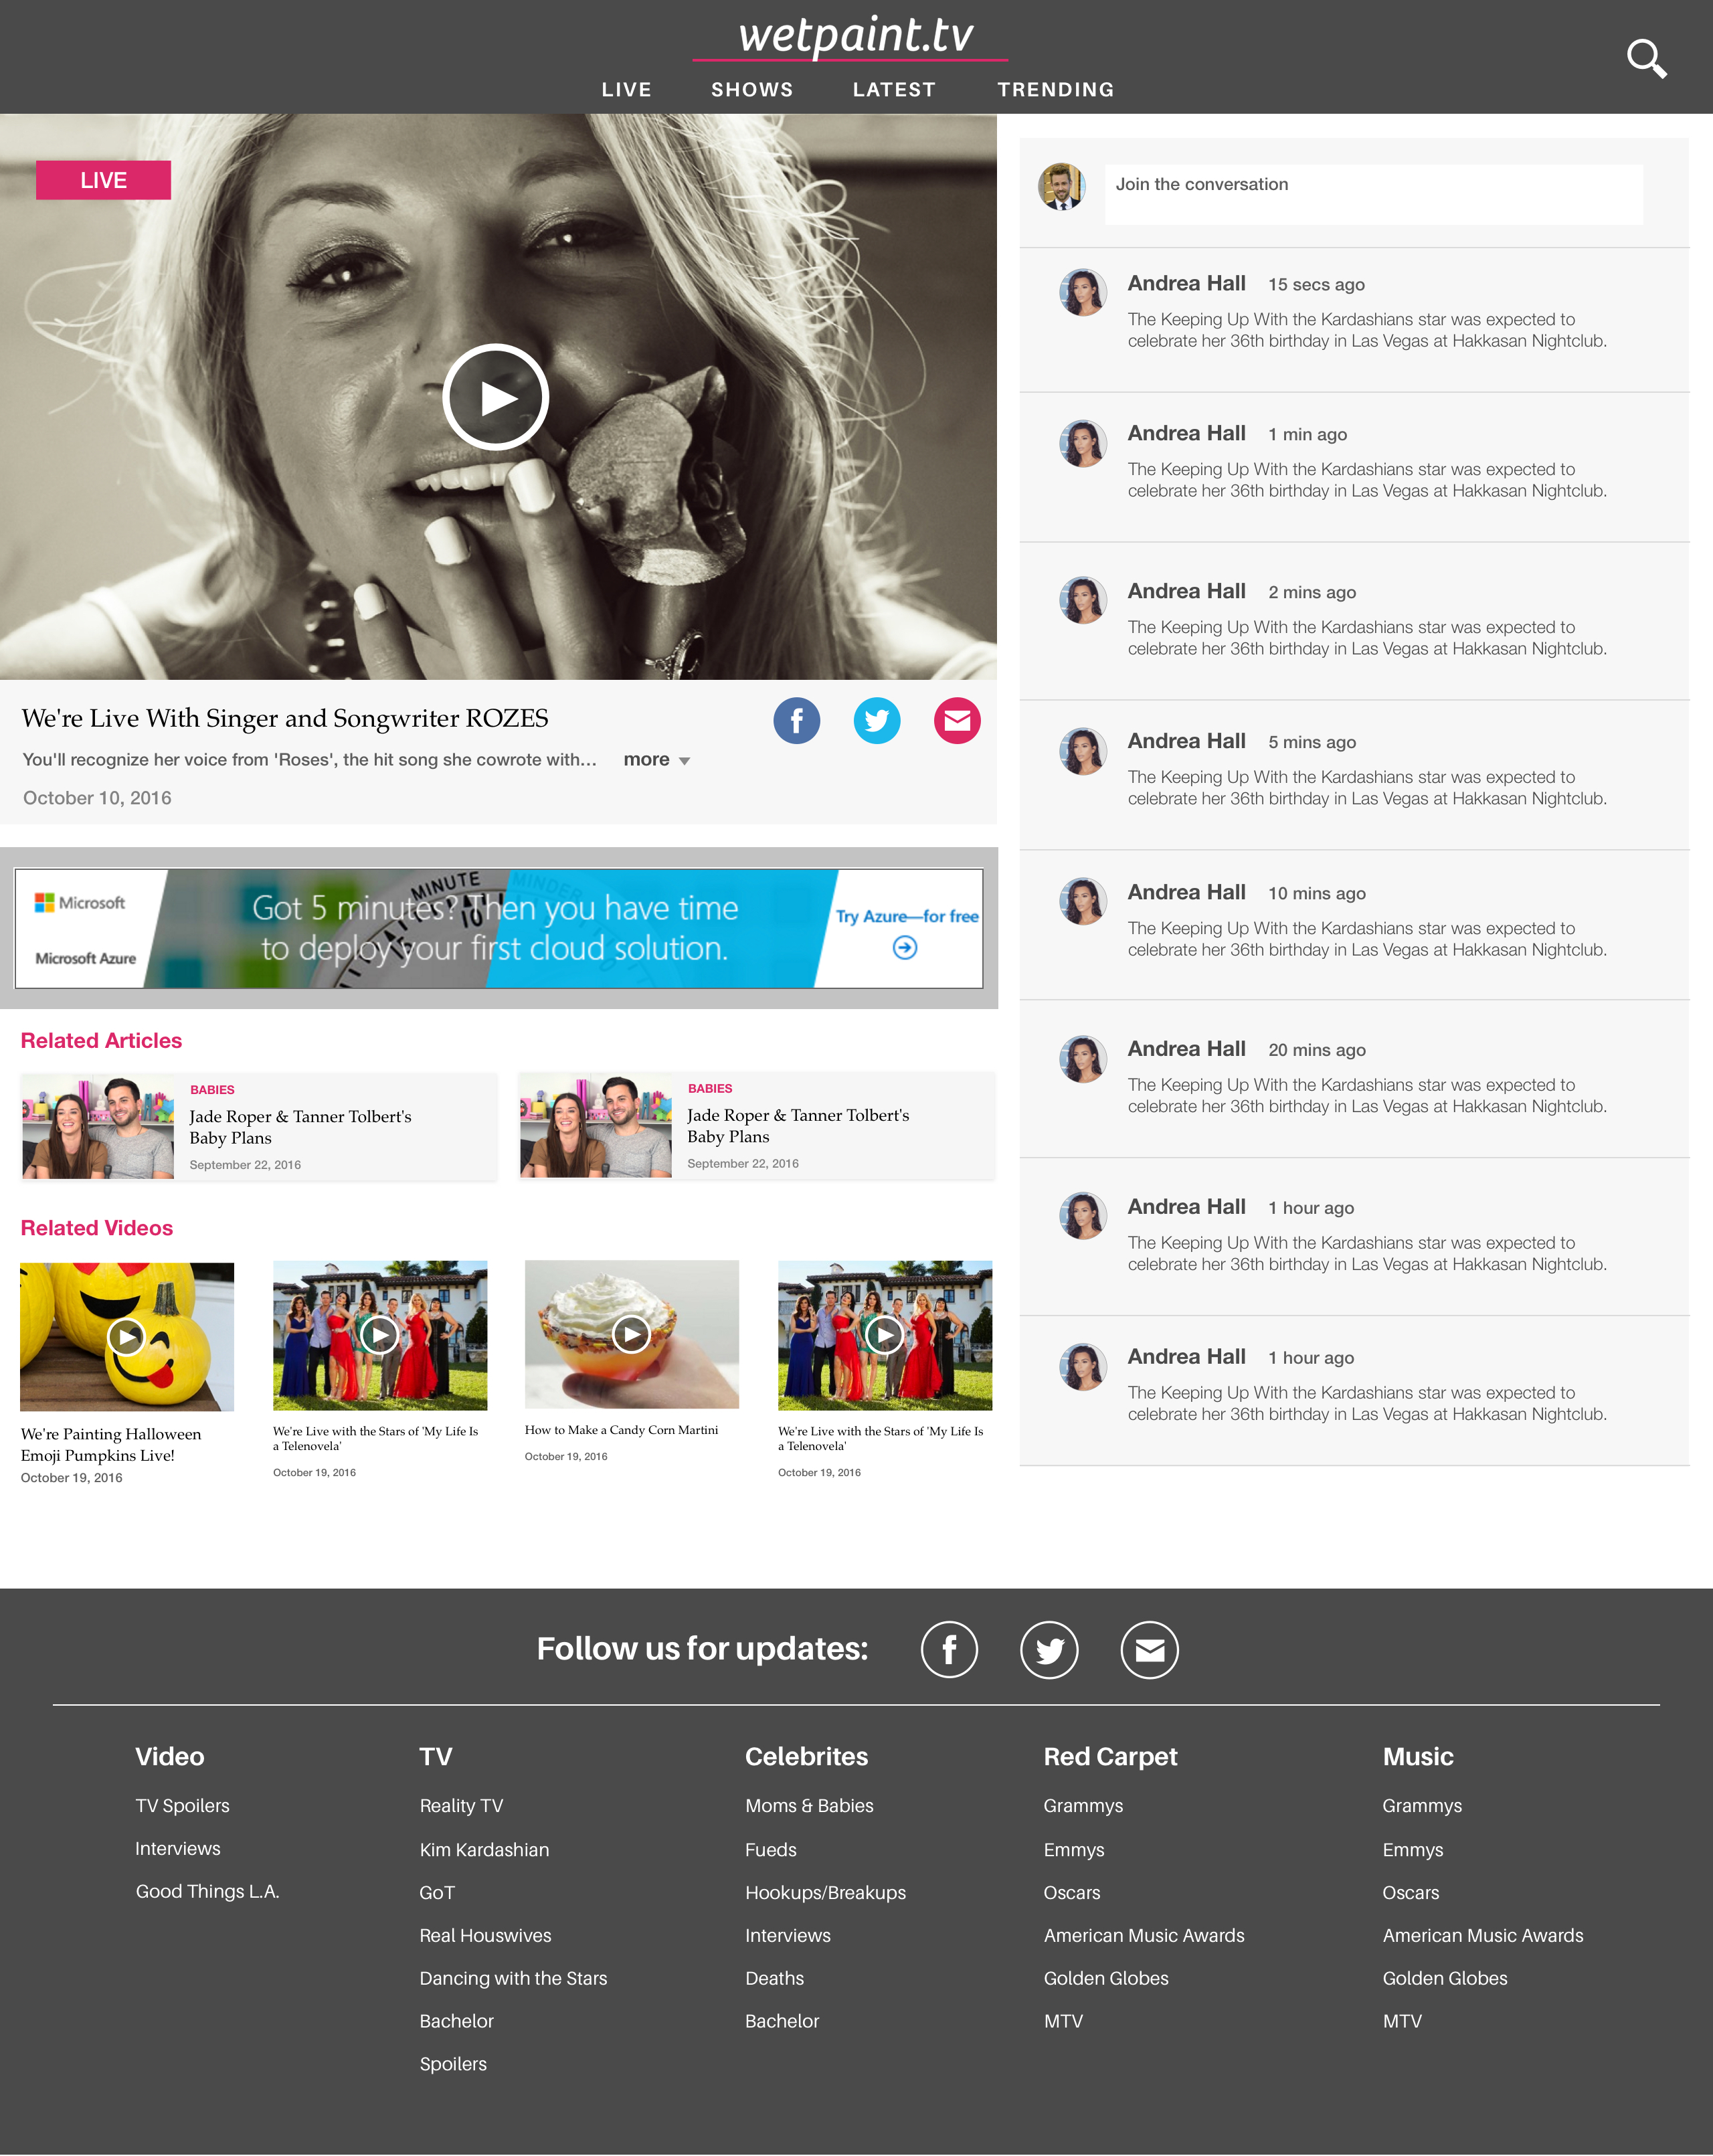 wetpaint.tv
LIVE SHOWS LATEST TRENDING
LIVE
We're Live With Singer and Songwriter ROZES
You'll recognize her voice from 'Roses', the hit song she cowrote with... more
October 10, 2016
Microsoft
Microsoft Azure
MINUTE MINDER
10
15
Got 5 minutes? Then you have time
to deploy your first cloud solution.
Try Azure—for free
Related Articles
BABIES
Jade Roper & Tanner Tolbert's
Baby Plans
September 22, 2016
BABIES
Jade Roper & Tanner Tolbert's
Baby Plans
September 22, 2016
Related Videos
We're Painting Halloween
Emoji Pumpkins Live!
October 19, 2016
We're Live with the Stars of 'My Life Is
a Telenovela'
October 19, 2016
How to Make a Candy Corn Martini
October 19, 2016
We're Live with the Stars of 'My Life Is
a Telenovela'
October 19, 2016
Join the conversation
Andrea Hall 15 secs ago
The Keeping Up With the Kardashians star was expected to
celebrate her 36th birthday in Las Vegas at Hakkasan Nightclub.
Andrea Hall 1 min ago
The Keeping Up With the Kardashians star was expected to
celebrate her 36th birthday in Las Vegas at Hakkasan Nightclub.
Andrea Hall 2 mins ago
The Keeping Up With the Kardashians star was expected to
celebrate her 36th birthday in Las Vegas at Hakkasan Nightclub.
Andrea Hall 5 mins ago
The Keeping Up With the Kardashians star was expected to
celebrate her 36th birthday in Las Vegas at Hakkasan Nightclub.
Andrea Hall 10 mins ago
The Keeping Up With the Kardashians star was expected to
celebrate her 36th birthday in Las Vegas at Hakkasan Nightclub.
Andrea Hall 20 mins ago
The Keeping Up With the Kardashians star was expected to
celebrate her 36th birthday in Las Vegas at Hakkasan Nightclub.
Andrea Hall 1 hour ago
The Keeping Up With the Kardashians star was expected to
celebrate her 36th birthday in Las Vegas at Hakkasan Nightclub.
Andrea Hall 1 hour ago
The Keeping Up With the Kardashians star was expected to
celebrate her 36th birthday in Las Vegas at Hakkasan Nightclub.
Follow us for updates:
Video
TV Spoilers
Interviews
Good Things L.A.
TV
Reality TV
Kim Kardashian
GoT
Real Houswives
Dancing with the Stars
Bachelor
Spoilers
Celebrites
Moms & Babies
Fueds
Hookups/Breakups
Interviews
Deaths
Bachelor
Red Carpet
Grammys
Emmys
Oscars
American Music Awards
Golden Globes
MTV
Music
Grammys
Emmys
Oscars
American Music Awards
Golden Globes
MTV